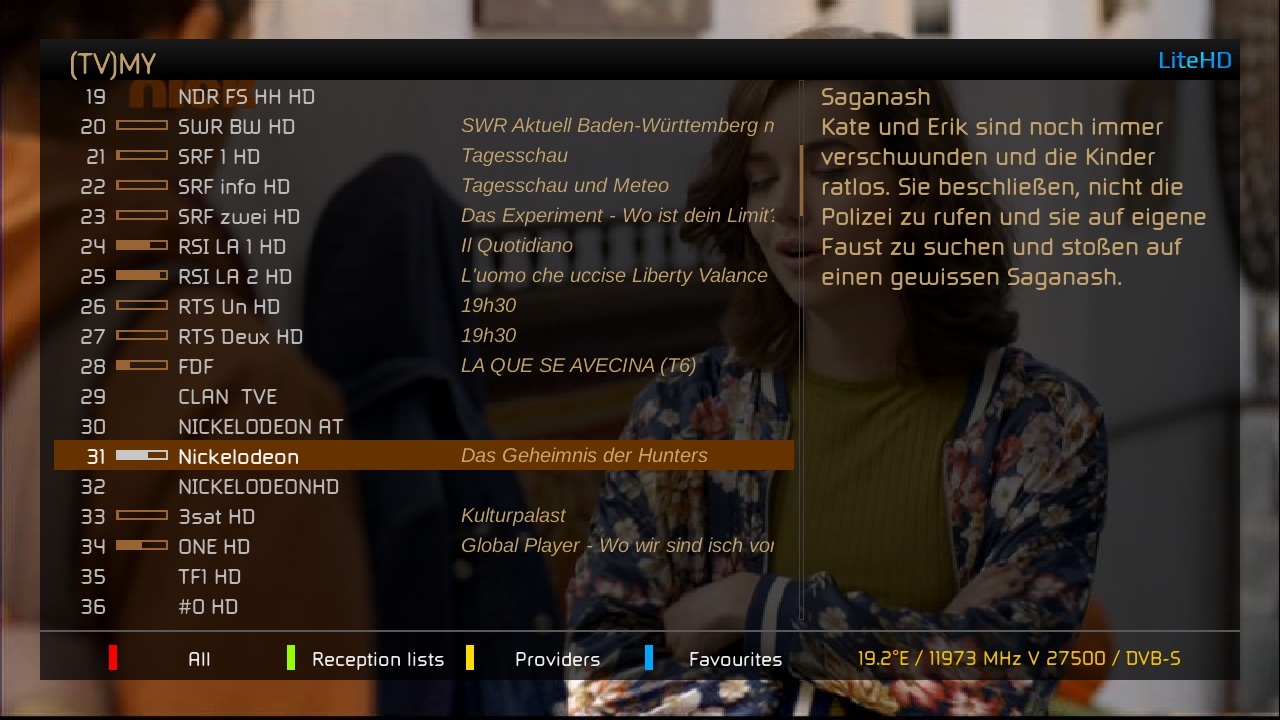 (TV)MY
LiteHD
19 NDR FS HH HD
20 SWR BW HD SWR Aktuell Baden-Württemberg
21 SRF 1 HD Tagesschau
22 SRF info HD Tagesschau und Meteo
23 SRF zwei HD Das Experiment - Wo ist dein Limit?
24 RSI LA 1 HD Il Quotidiano
25 RSI LA 2 HD L'uomo che uccise Liberty Valance
26 RTS Un HD 19h30
27 RTS Deux HD 19h30
28 FDF LA QUE SE AVECINA (T6)
29 CLAN TVE
30 NICKELODEON AT
31 Nickelodeon Das Geheimnis der Hunters
32 NICKELODEONHD
33 3sat HD Kulturpalast
34 ONE HD Global Player - Wo wir sind isch vor
35 TF1 HD
36 #0 HD
Saganash
Kate und Erik sind noch immer
verschwunden und die Kinder
ratlos. Sie beschließen, nicht die
Polizei zu rufen und sie auf eigene
Faust zu suchen und stoßen auf
einen gewissen Saganash.
All Reception lists Providers Favourites 19.2°E / 11973 MHz V 27500 / DVB-S